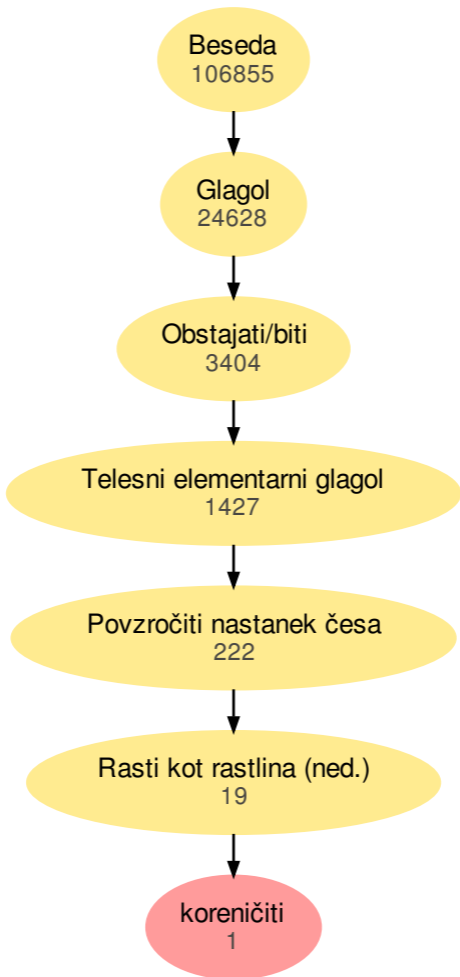 Beseda
106855
Glagol
24628
Obstajati/biti
3404
Telesni elementarni glagol
1427
Povzročiti nastanek česa
222
Rasti kot rastlina (ned.)
19
koreničiti
1